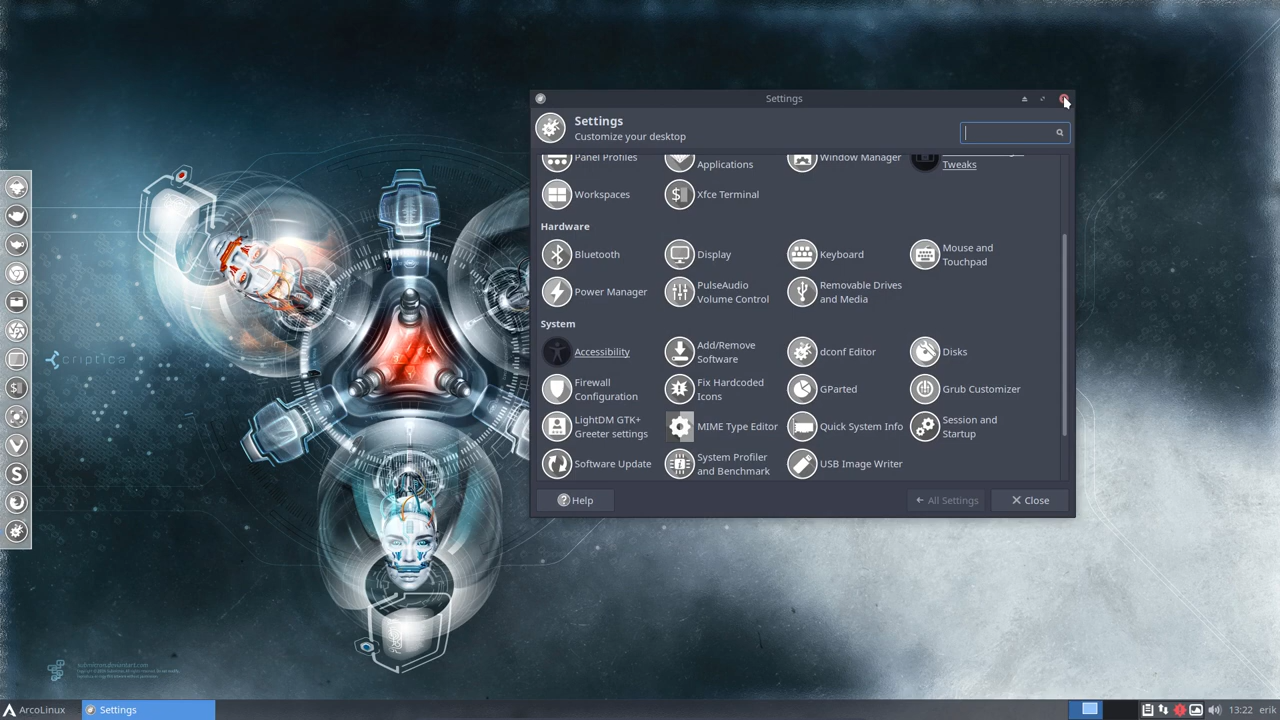 Settings
Settings
Customize your desktop
Panel Profiles
Applications
Window Manager
Tweaks
Workspaces
Xfce Terminal
Hardware
Bluetooth
Display
Keyboard
Mouse and
Touchpad
Power Manager
PulseAudio
Volume Control
Removable Drives
and Media
System
Accessibility
Add/Remove
Software
dconf Editor
Disks
Firewall
Configuration
Fix Hardcoded
Icons
GParted
Grub Customizer
LightDM GTK+
Greeter settings
MIME Type Editor
Quick System Info
Session and
Startup
Software Update
System Profiler
and Benchmark
USB Image Writer
Help
All Settings
Close
criptica
ArcoLinux
Settings
13:22
erik